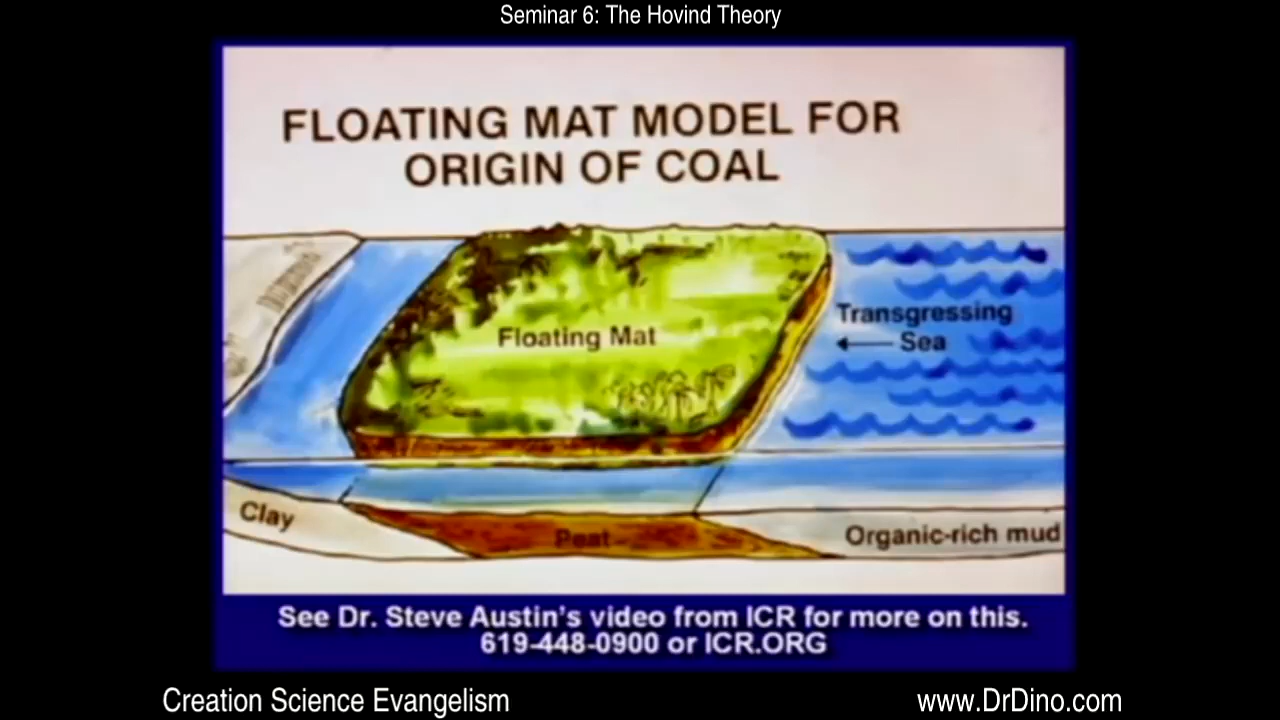 Seminar 6: The Hovind Theory
FLOATING MAT MODEL FOR
ORIGIN OF COAL
Floating Mat
Transgressing
Sea
Clay
Peat
Organic-rich mud
See Dr. Steve Austin's video from ICR for more on this.
619-448-0900 or ICR.ORG
Creation Science Evangelism
www.DrDino.com